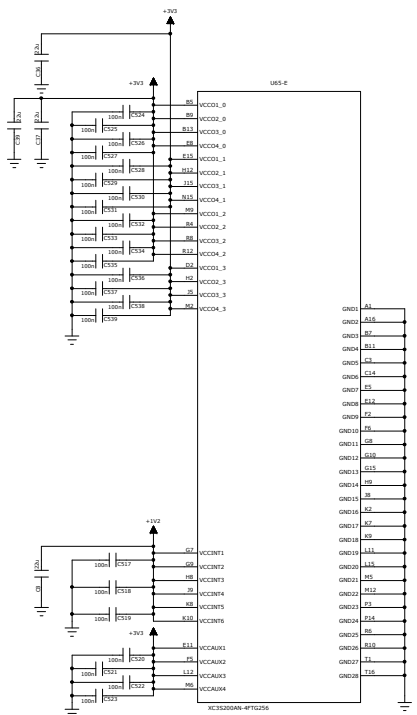 +3V3
22u
C36
+3V3
U65-E
22u
C39
22u
C37
100n C524
100n C525
100n C526
100n C527
100n C528
100n C529
100n C530
100n C531
100n C532
100n C533
100n C534
100n C535
100n C536
100n C537
100n C538
100n C539
B5 VCCO1_0
B9 VCCO2_0
B13 VCCO3_0
E8 VCCO4_0
E15 VCCO1_1
H12 VCCO2_1
J15 VCCO3_1
N15 VCCO4_1
M9 VCCO1_2
R4 VCCO2_2
R8 VCCO3_2
R12 VCCO4_2
D2 VCCO1_3
H2 VCCO2_3
J5 VCCO3_3
M2 VCCO4_3
GND1 A1
GND2 A16
GND3 B7
GND4 B11
GND5 C3
GND6 C14
GND7 E5
GND8 E12
GND9 F2
GND10 F6
GND11 G8
GND12 G10
GND13 G15
GND14 H9
GND15 J8
GND16 K2
GND17 K7
GND18 K9
GND19 L11
GND20 L15
GND21 M5
GND22 M12
GND23 P3
GND24 P14
GND25 R6
GND26 R10
GND27 T1
GND28 T16
+1V2
22u
C8
100n C517
100n C518
100n C519
G7 VCCINT1
G9 VCCINT2
H8 VCCINT3
J9 VCCINT4
K8 VCCINT5
K10 VCCINT6
+3V3
100n C520
100n C521
100n C522
100n C523
E11 VCCAUX1
F5 VCCAUX2
L12 VCCAUX3
M6 VCCAUX4
XC3S200AN-4FTG256